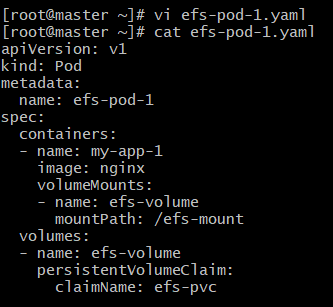 [root@master ~]# vi efs-pod-1.yaml
[root@master ~]# cat efs-pod-1.yaml
apiVersion: v1
kind: Pod
metadata:
  name: efs-pod-1
spec:
  containers:
  - name: my-app-1
    image: nginx
    volumeMounts:
    - name: efs-volume
      mountPath: /efs-mount
  volumes:
  - name: efs-volume
    persistentVolumeClaim:
      claimName: efs-pvc